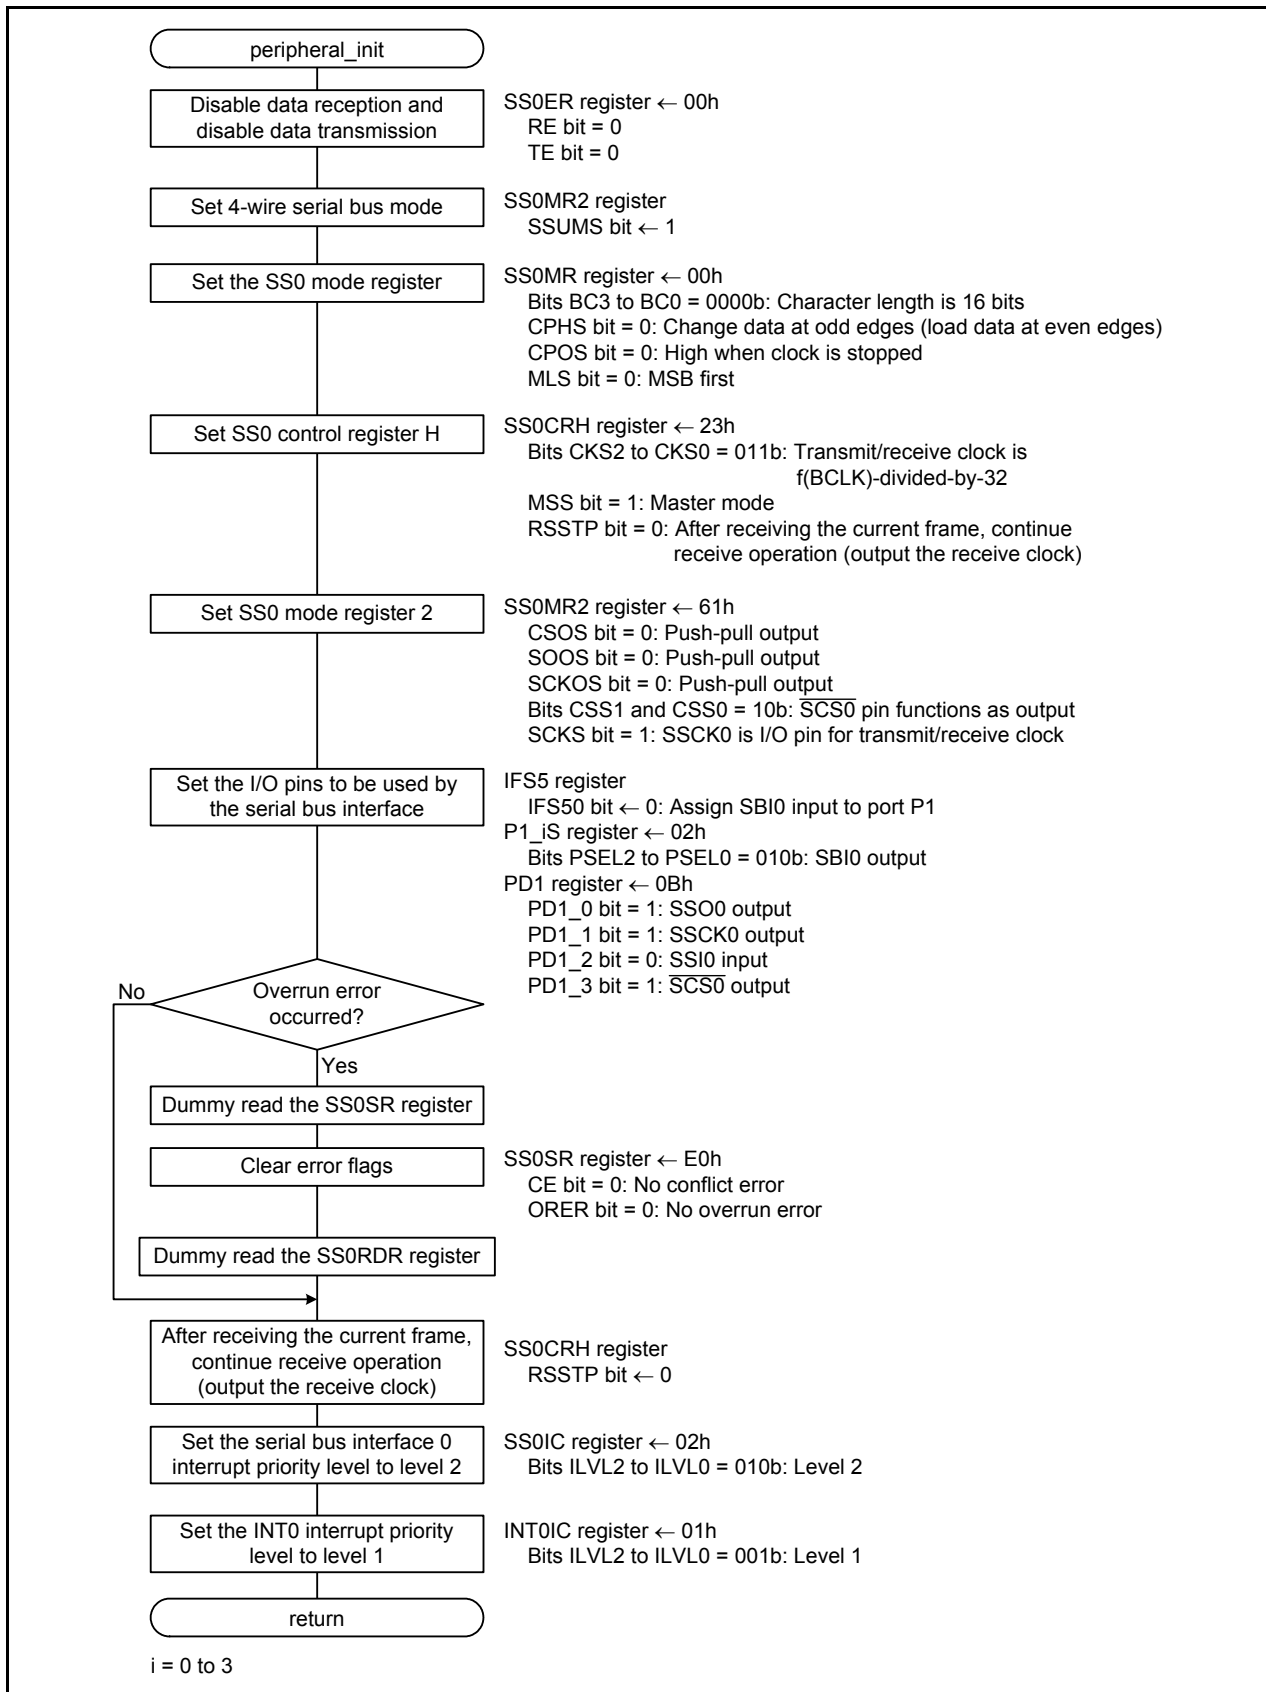 peripheral_init
Disable data reception and
disable data transmission
SS0ER register ← 00h
RE bit = 0
TE bit = 0
Set 4-wire serial bus mode
SS0MR2 register
SSUMS bit ← 1
Set the SS0 mode register
SS0MR register ← 00h
Bits BC3 to BC0 = 0000b: Character length is 16 bits
CPHS bit = 0: Change data at odd edges (load data at even edges)
CPOS bit = 0: High when clock is stopped
MLS bit = 0: MSB first
Set SS0 control register H
SS0CRH register ← 23h
Bits CKS2 to CKS0 = 011b: Transmit/receive clock is
f(BCLK)-divided-by-32
MSS bit = 1: Master mode
RSSTP bit = 0: After receiving the current frame, continue
receive operation (output the receive clock)
Set SS0 mode register 2
SS0MR2 register ← 61h
CSOS bit = 0: Push-pull output
SOOS bit = 0: Push-pull output
SCKOS bit = 0: Push-pull output
Bits CSS1 and CSS0 = 10b: S̅C̅S̅0̅ pin functions as output
SCKS bit = 1: SSCK0 is I/O pin for transmit/receive clock
Set the I/O pins to be used by
the serial bus interface
IFS5 register
IFS50 bit ← 0: Assign SBI0 input to port P1
P1_iS register ← 02h
Bits PSEL2 to PSEL0 = 010b: SBI0 output
PD1 register ← 0Bh
PD1_0 bit = 1: SSO0 output
PD1_1 bit = 1: SSCK0 output
PD1_2 bit = 0: SSI0 input
PD1_3 bit = 1: S̅C̅S̅0̅ output
No
Overrun error
occurred?
Yes
Dummy read the SS0SR register
Clear error flags
SS0SR register ← E0h
CE bit = 0: No conflict error
ORER bit = 0: No overrun error
Dummy read the SS0RDR register
After receiving the current frame,
continue receive operation
(output the receive clock)
SS0CRH register
RSSTP bit ← 0
Set the serial bus interface 0
interrupt priority level to level 2
SS0IC register ← 02h
Bits ILVL2 to ILVL0 = 010b: Level 2
Set the INT0 interrupt priority
level to level 1
INT0IC register ← 01h
Bits ILVL2 to ILVL0 = 001b: Level 1
return
i = 0 to 3